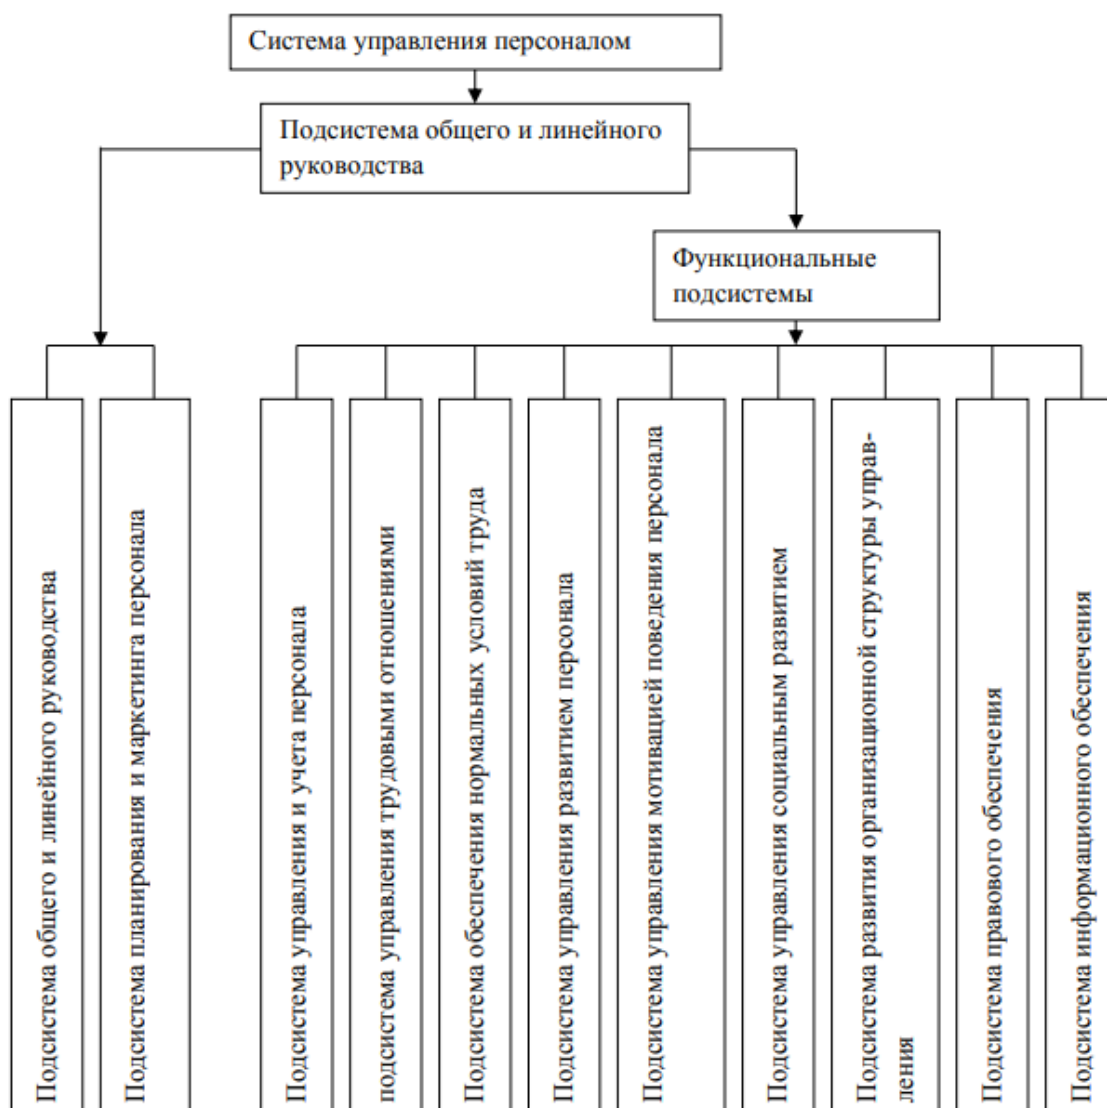 Система управления персоналом
Подсистема общего и линейного
руководства
Функциональные
подсистемы
Подсистема общего и линейного руководства
Подсистема планирования и маркетинга персонала
Подсистема управления и учета персонала
подсистема управления трудовыми отношениями
Подсистема обеспечения нормальных условий труда
Подсистема управления развитием персонала
Подсистема управления мотивацией поведения персонала
Подсистема управления социальным развитием
Подсистема развития организационной структуры управ-
ления
Подсистема правового обеспечения
Подсистема информационного обеспечения